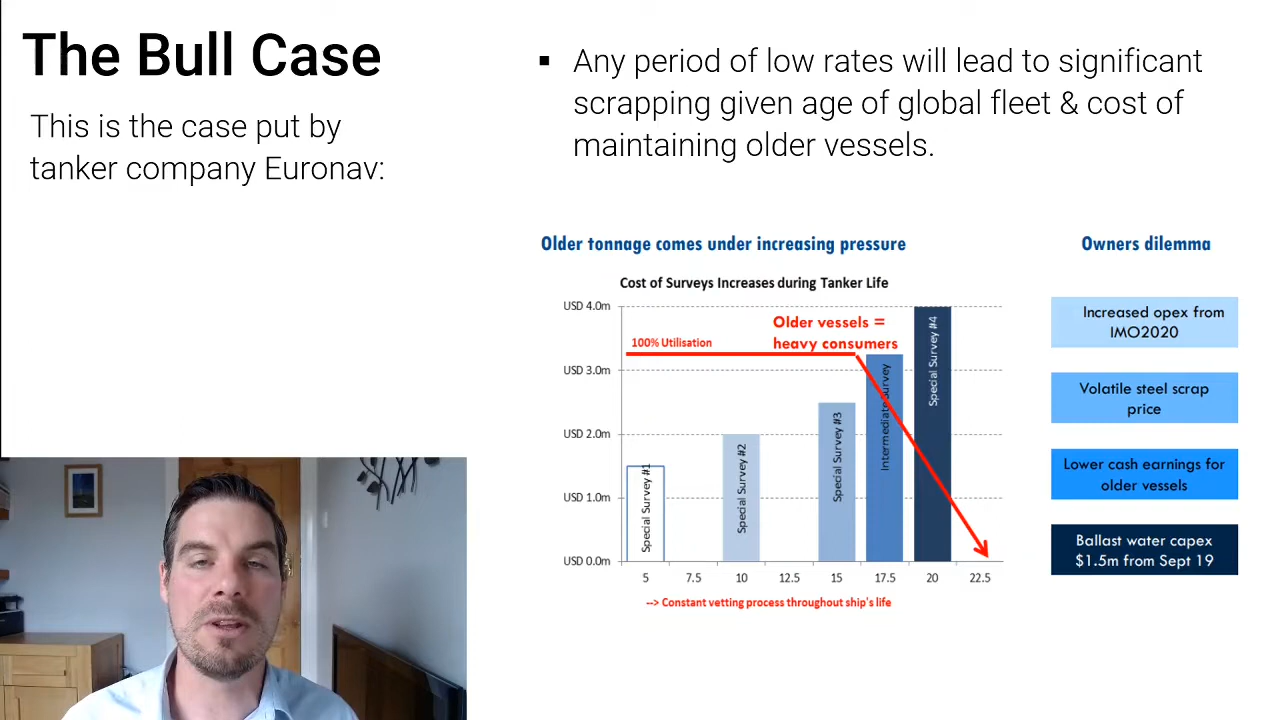 The Bull Case
This is the case put by
tanker company Euronav:
▪ Any period of low rates will lead to significant
scrapping given age of global fleet & cost of
maintaining older vessels.
Older tonnage comes under increasing pressure
Cost of Surveys Increases during Tanker Life
USD 4.0m
USD 3.0m
USD 2.0m
USD 1.0m
USD 0.0m
100% Utilisation
Older vessels =
heavy consumers
Special Survey #1
Special Survey #2
Special Survey #3
Intermediate Survey
Special Survey #4
5 7.5 10 12.5 15 17.5 20 22.5
--> Constant vetting process throughout ship's life
Owners dilemma
Increased opex from
IMO2020
Volatile steel scrap
price
Lower cash earnings for
older vessels
Ballast water capex
$1.5m from Sept 19